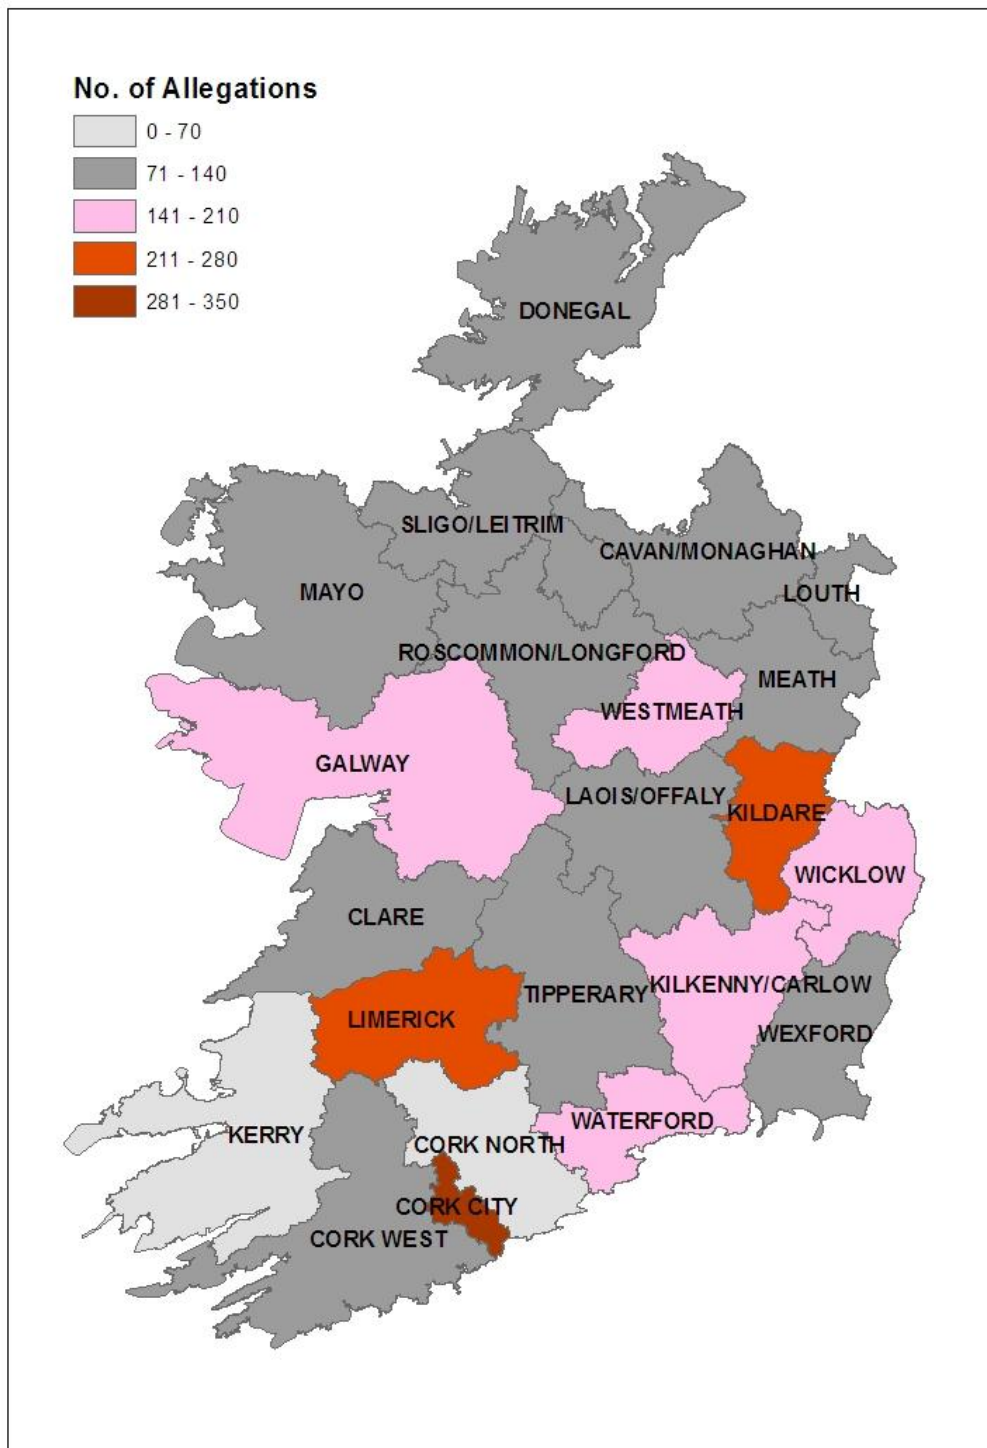 No. of Allegations
0 - 70
71 - 140
141 - 210
211 - 280
281 - 350
DONEGAL
SLIGO/LEITRIM
CAVAN/MONAGHAN
MAYO
LOUTH
ROSCOMMON/LONGFORD
MEATH
WESTMEATH
GALWAY
LAOIS/OFFALY
KILDARE
WICKLOW
CLARE
KILKENNY/CARLOW
TIPPERARY
LIMERICK
WEXFORD
WATERFORD
KERRY
CORK NORTH
CORK CITY
CORK WEST